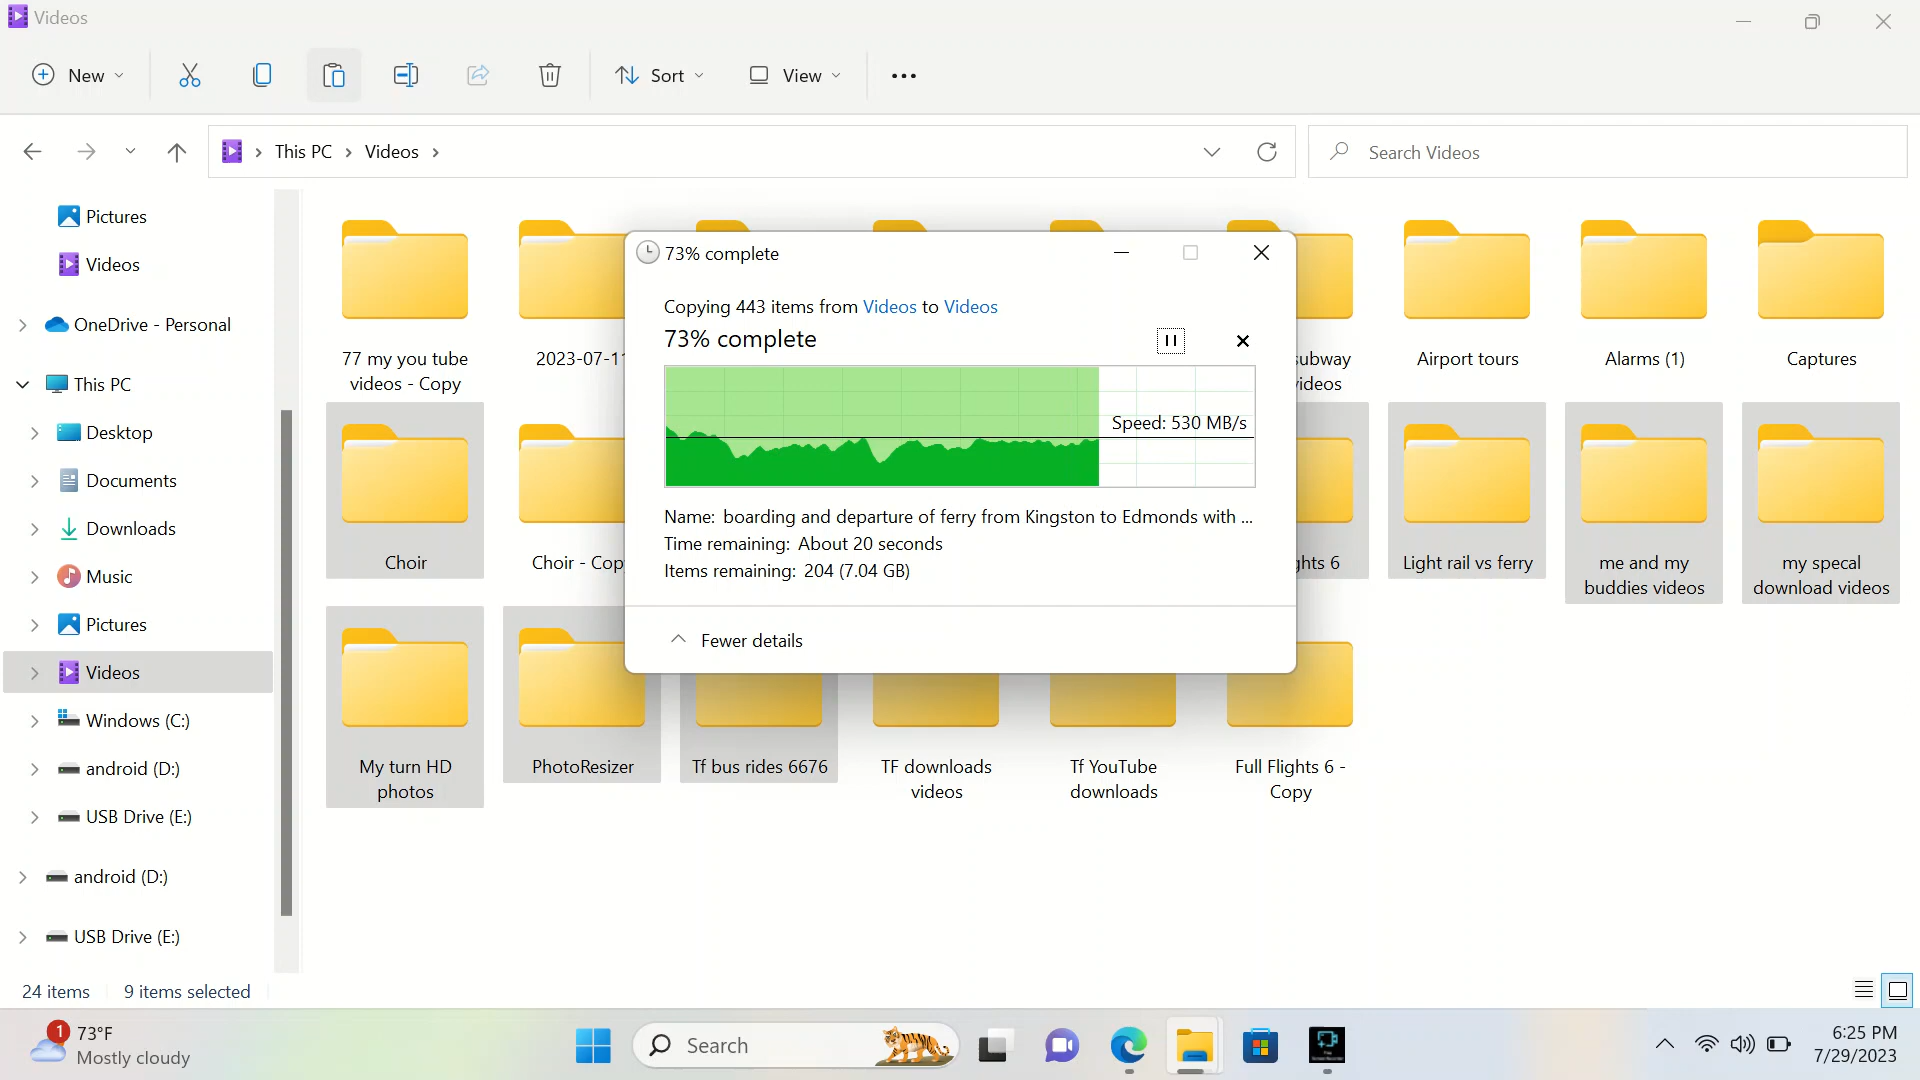 Videos
New
Sort
View
This PC
Videos
Search Videos
Pictures
Videos
OneDrive - Personal
This PC
Desktop
Documents
Downloads
Music
Pictures
Videos
Windows (C:)
android (D:)
USB Drive (E:)
android (D:)
USB Drive (E:)
77 my you tube
videos - Copy
2023-07-11
subway
videos
Airport tours
Alarms (1)
Captures
73% complete
Copying 443 items from Videos to Videos
73% complete
Speed: 530 MB/s
Name: boarding and departure of ferry from Kingston to Edmonds with ...
Time remaining: About 20 seconds
Items remaining: 204 (7.04 GB)
Fewer details
Choir
Choir - Cop
hts 6
Light rail vs ferry
me and my
buddies videos
my specal
download videos
My turn HD
photos
PhotoResizer
Tf bus rides 6676
TF downloads
videos
Tf YouTube
downloads
Full Flights 6 -
Copy
24 items
9 items selected
1
73°F
Mostly cloudy
Search
6:25 PM
7/29/2023